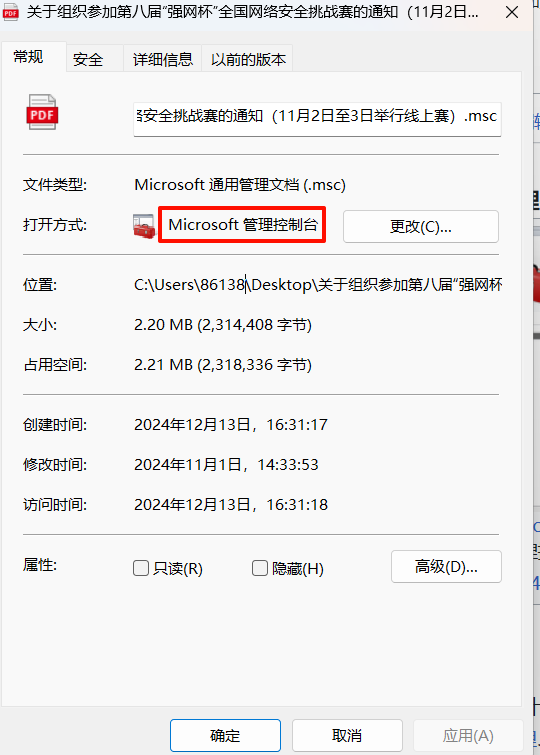 关于组织参加第八届“强网杯”全国网络安全挑战赛的通知（11月2日...
常规 安全 详细信息 以前的版本
PDF
安全挑战赛的通知（11月2日至3日举行线上赛）.msc
文件类型: Microsoft 通用管理文档 (.msc)
打开方式: Microsoft 管理控制台 更改(C)...
位置: C:\Users\86138\Desktop\关于组织参加第八届“强网杯
大小: 2.20 MB (2,314,408 字节)
占用空间: 2.21 MB (2,318,336 字节)
创建时间: 2024年12月13日，16:31:17
修改时间: 2024年11月1日，14:33:53
访问时间: 2024年12月13日，16:31:18
属性: 只读(R) 隐藏(H) 高级(D)...
确定 取消 应用(A)